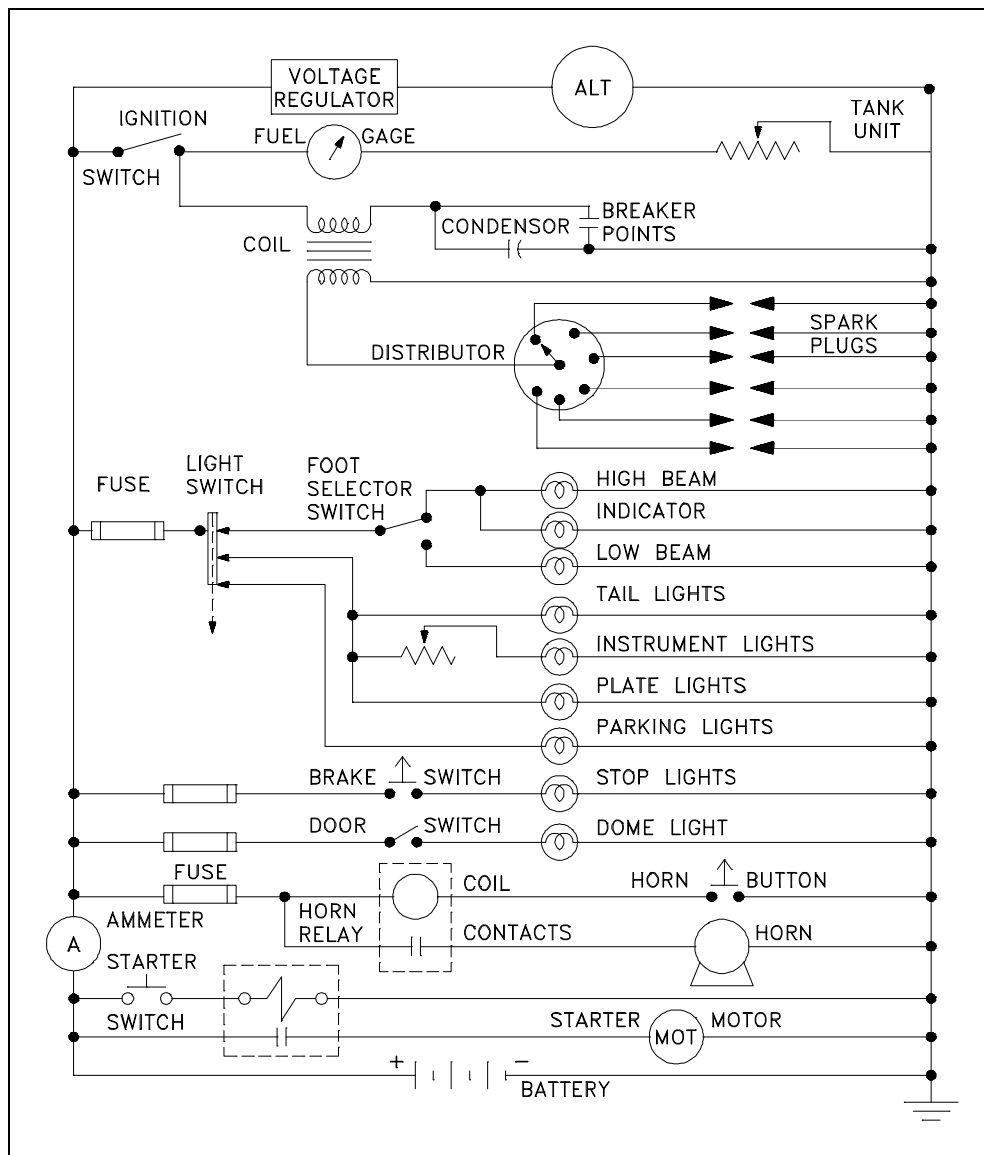 VOLTAGE
REGULATOR
ALT
IGNITION
SWITCH
FUEL GAGE
TANK
UNIT
COIL
CONDENSOR
BREAKER
POINTS
DISTRIBUTOR
SPARK
PLUGS
FUSE
LIGHT
SWITCH
FOOT
SELECTOR
SWITCH
HIGH BEAM
INDICATOR
LOW BEAM
TAIL LIGHTS
INSTRUMENT LIGHTS
PLATE LIGHTS
PARKING LIGHTS
BRAKE SWITCH
STOP LIGHTS
DOOR SWITCH
DOME LIGHT
FUSE
COIL
HORN BUTTON
AMMETER
A
HORN
RELAY
CONTACTS
HORN
STARTER
SWITCH
STARTER MOTOR
MOT
+ −
BATTERY